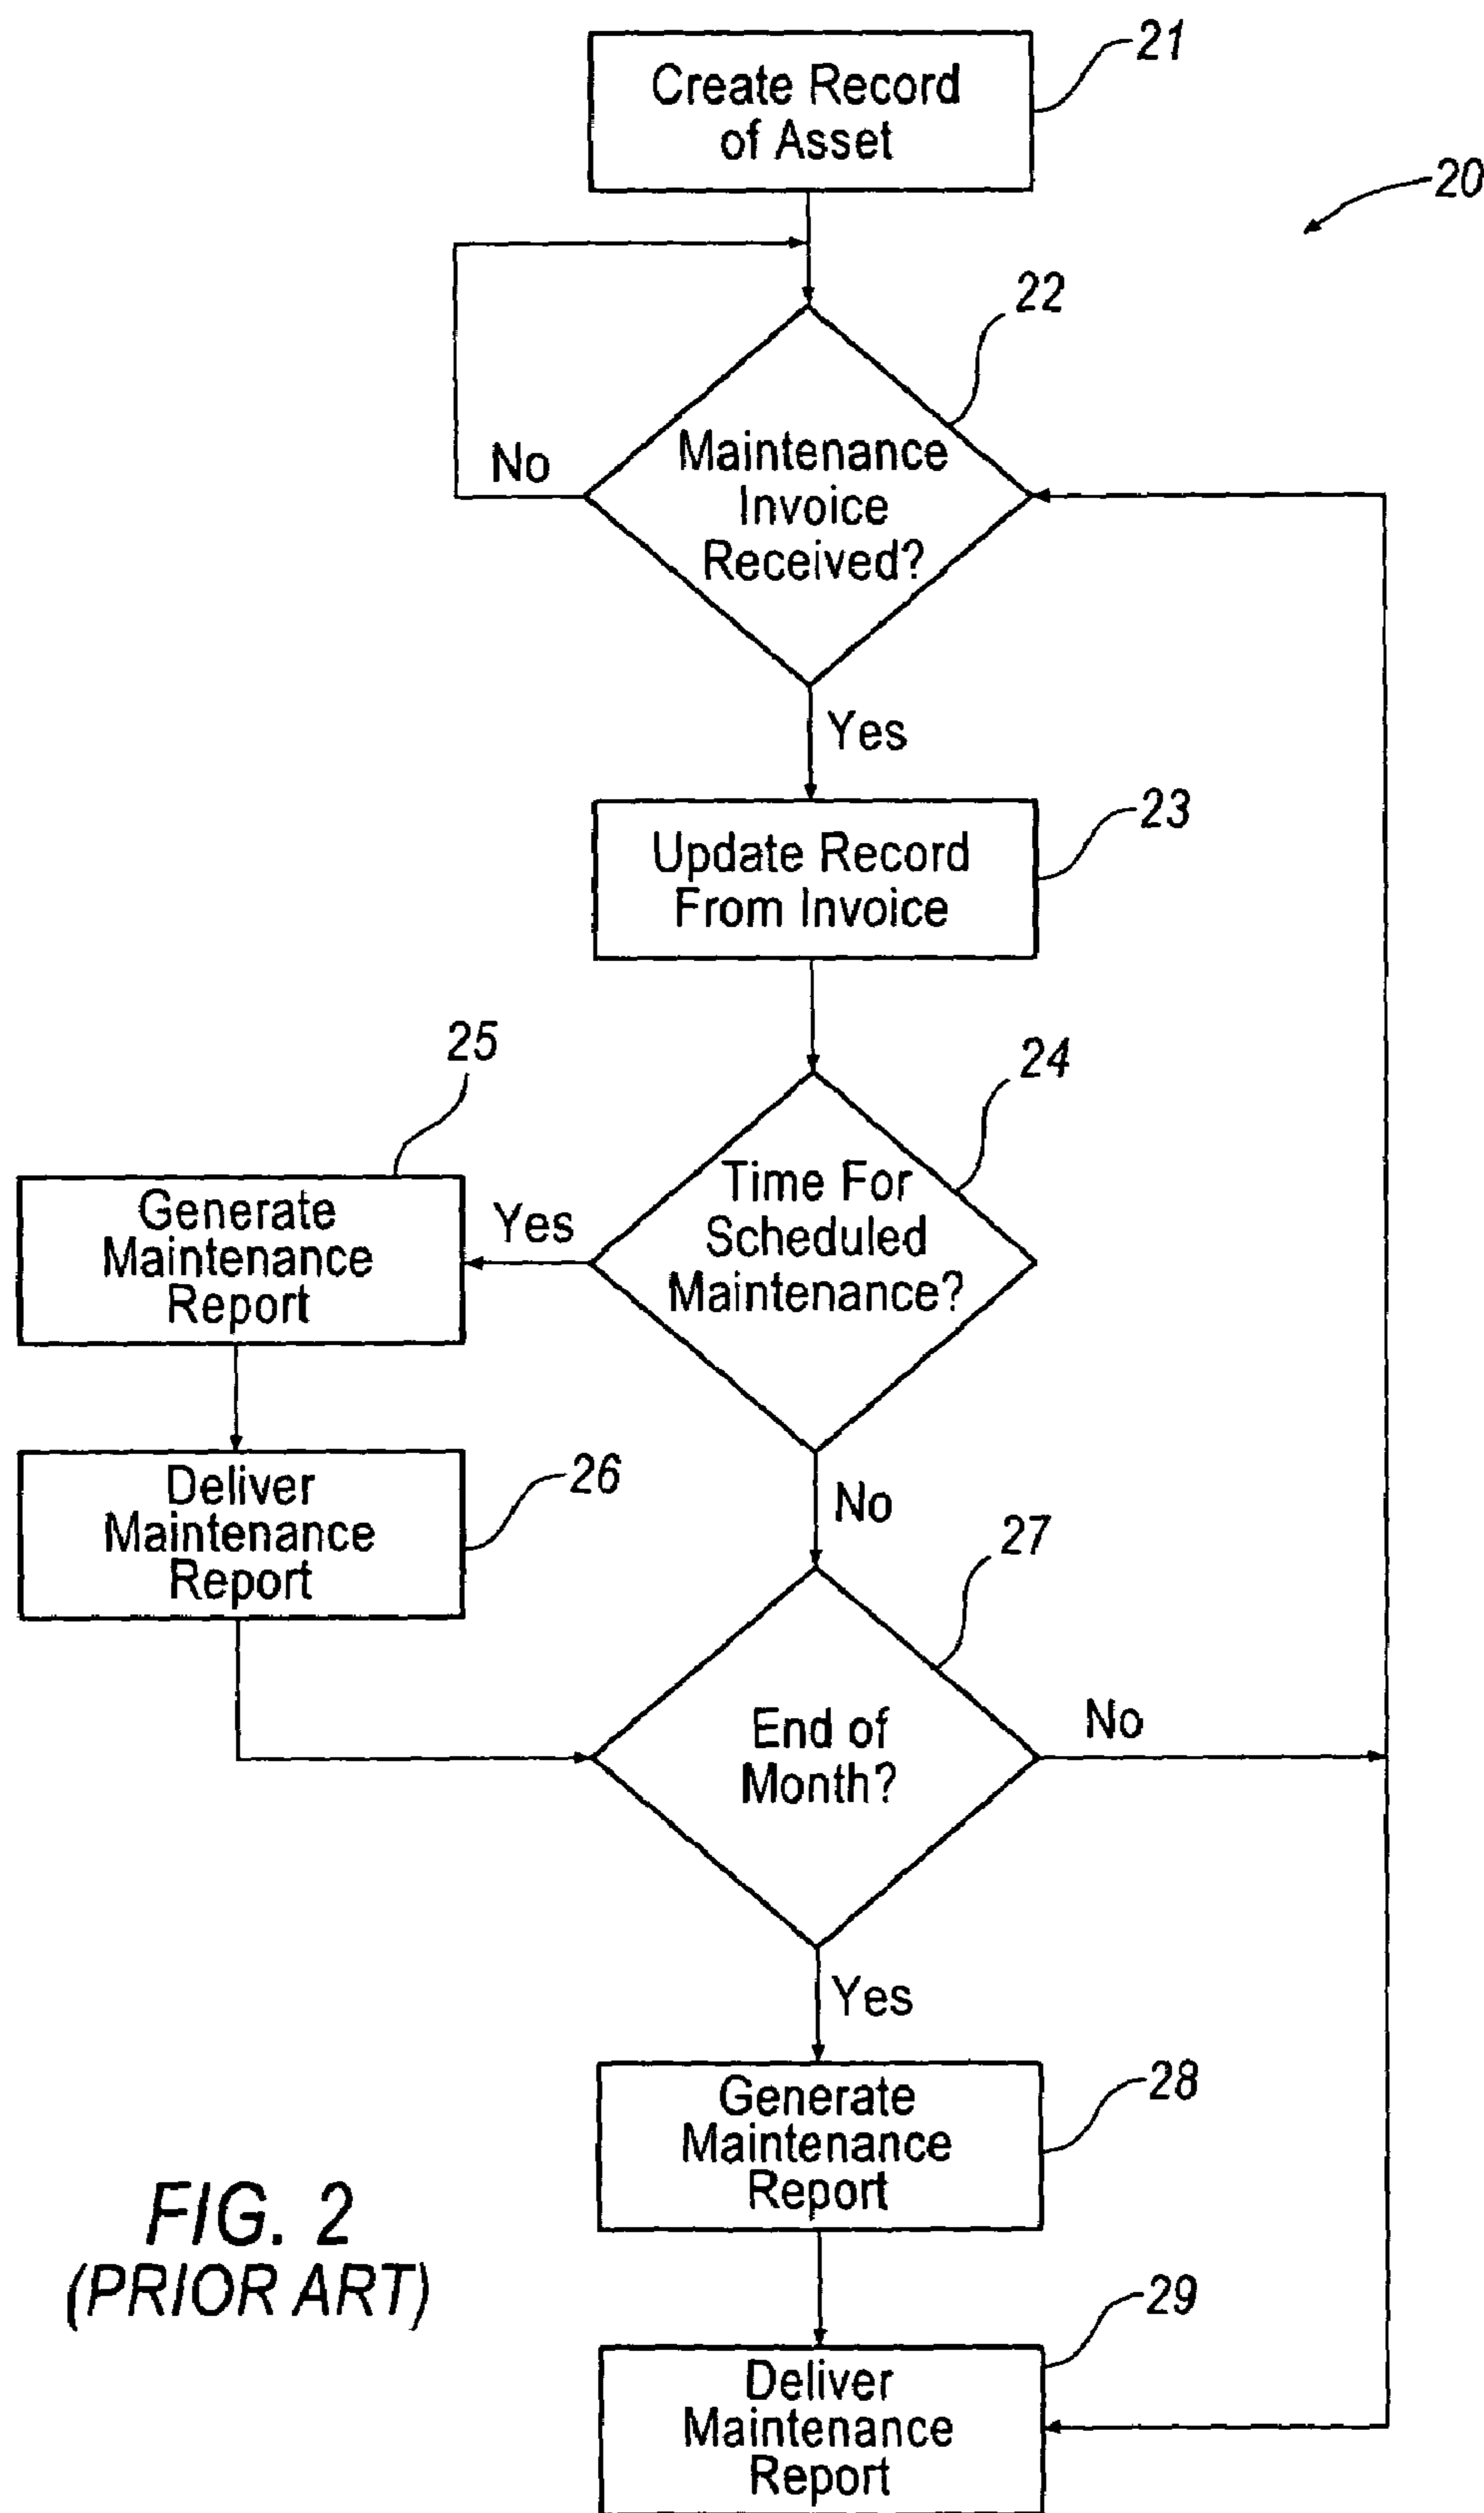 21
Create Record
of Asset
20
22
Maintenance
Invoice
Received?
No
Yes
23
Update Record
From Invoice
25
24
Time For
Scheduled
Maintenance?
Yes
Generate
Maintenance
Report
No
26
Deliver
Maintenance
Report
27
End of
Month?
No
Yes
28
Generate
Maintenance
Report
FIG. 2
(PRIOR ART)
29
Deliver
Maintenance
Report